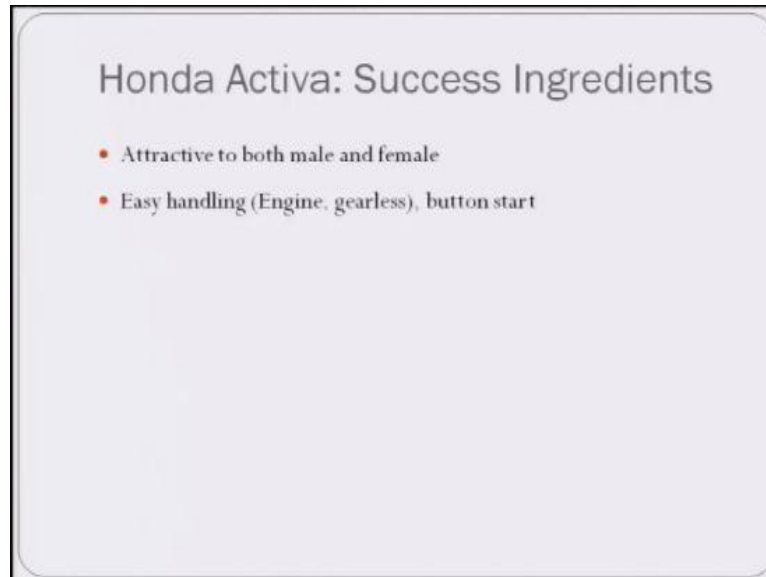 Honda Activa: Success Ingredients
• Attractive to both male and female
• Easy handling (Engine, gearless), button start